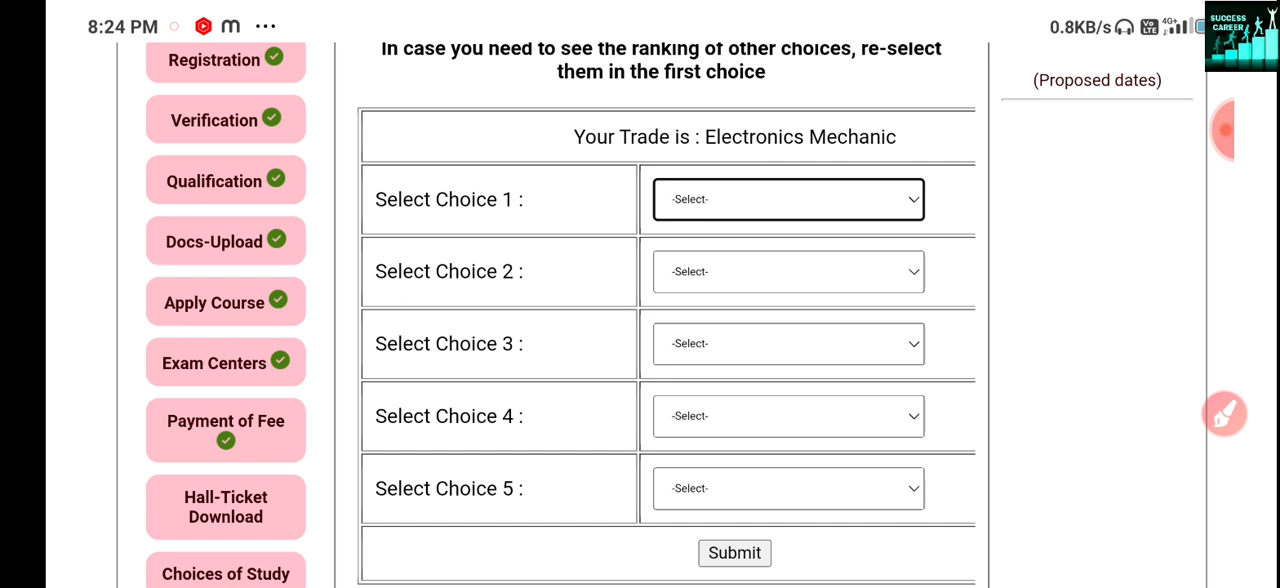 8:24 PM
0.8KB/s Vo LTE 4G+
SUCCESS
CAREER
In case you need to see the ranking of other choices, re-select
them in the first choice
(Proposed dates)
Registration
Verification
Qualification
Docs-Upload
Apply Course
Exam Centers
Payment of Fee
Hall-Ticket
Download
Choices of Study
Your Trade is : Electronics Mechanic
Select Choice 1 : -Select-
Select Choice 2 : -Select-
Select Choice 3 : -Select-
Select Choice 4 : -Select-
Select Choice 5 : -Select-
Submit